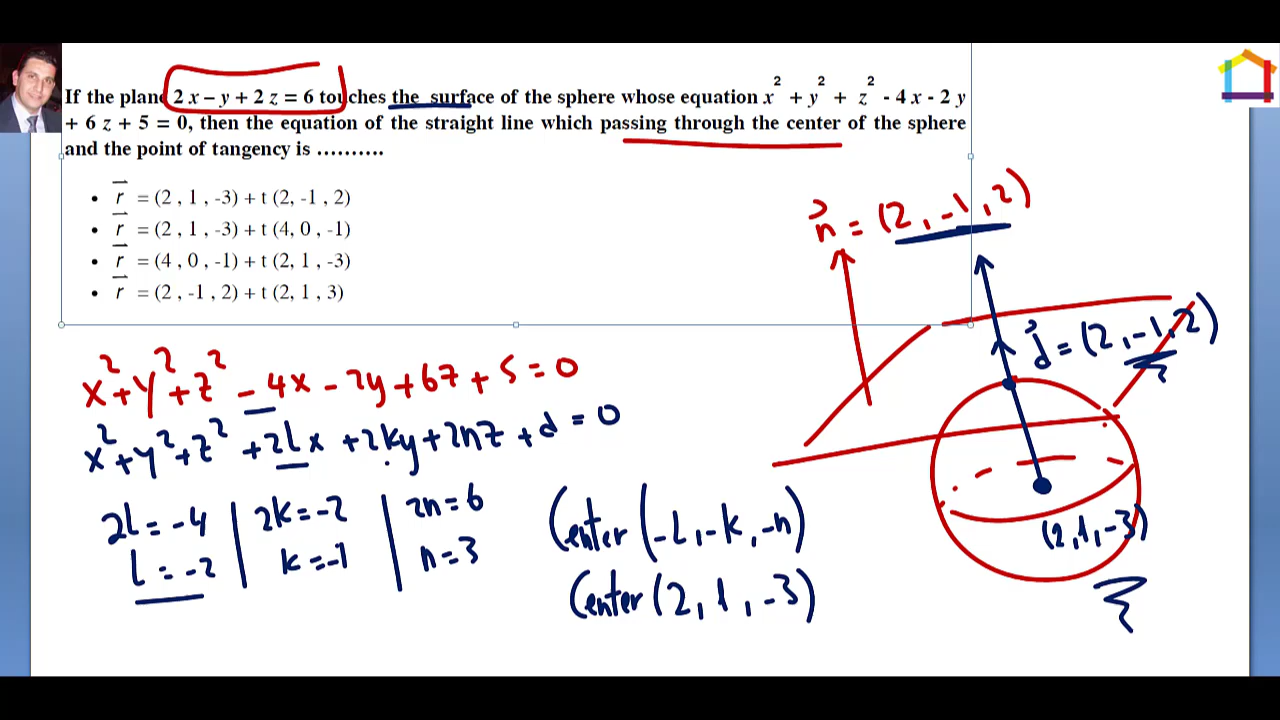 If the plane 2 x – y + 2 z = 6 touches the surface of the sphere whose equation x² + y² + z² - 4 x - 2 y
+ 6 z + 5 = 0, then the equation of the straight line which passing through the center of the sphere
and the point of tangency is ……….
• r⃗ = (2 , 1 , -3) + t (2, -1 , 2)
• r⃗ = (2 , 1 , -3) + t (4, 0 , -1)
• r⃗ = (4 , 0 , -1) + t (2, 1 , -3)
• r⃗ = (2 , -1 , 2) + t (2, 1 , 3)
n⃗ = (2, -1, 2)
d⃗ = (2, -1, 2)
x² + y² + z² - 4x - 2y + 6z + 5 = 0
x² + y² + z² + 2Lx + 2ky + 2nz + d = 0
2L = -4 | 2k = -2 | 2n = 6
L = -2 | k = -1 | n = 3
Center (-L, -k, -n)
Center (2, 1, -3)
(2, 1, -3)